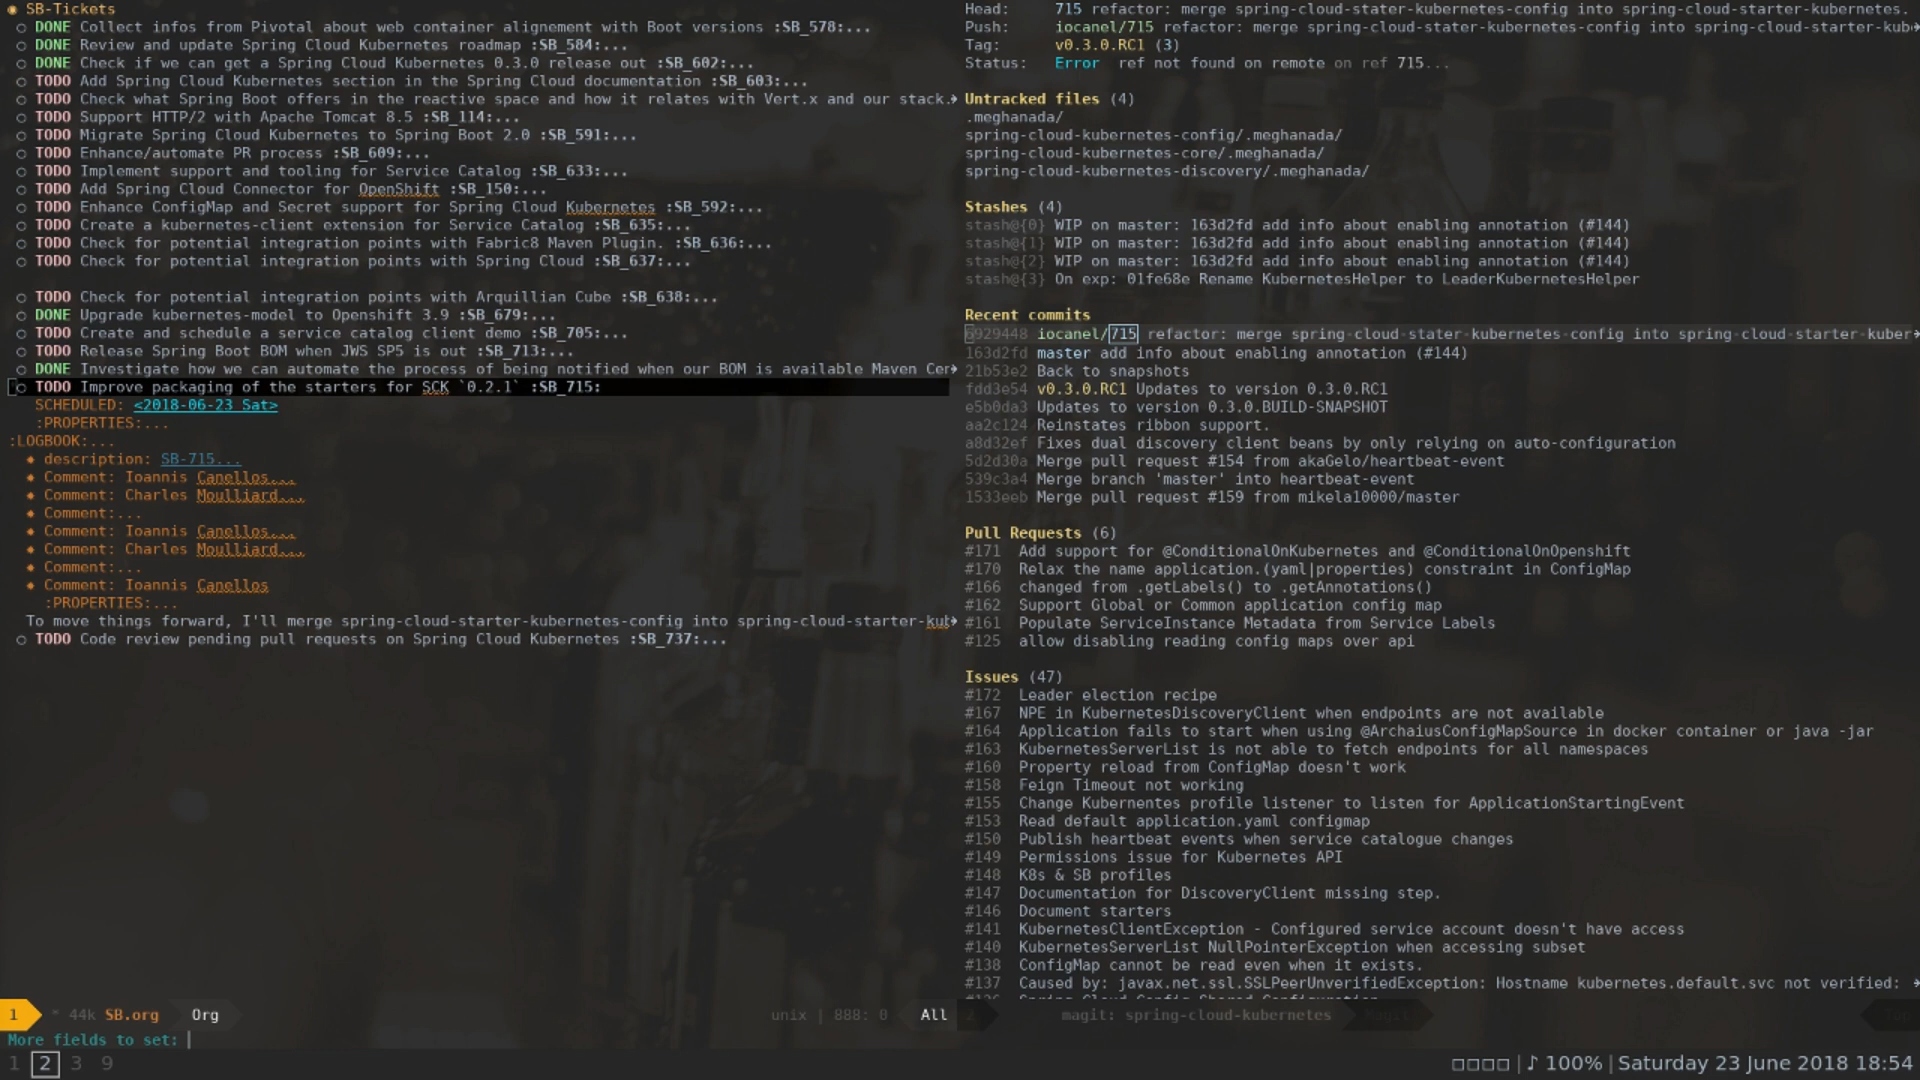 SB-Tickets
DONE Collect infos from Pivotal about web container alignement with Boot versions :SB_578:...
DONE Review and update Spring Cloud Kubernetes roadmap :SB_584:...
DONE Check if we can get a Spring Cloud Kubernetes 0.3.0 release out :SB_602:...
TODO Add Spring Cloud Kubernetes section in the Spring Cloud documentation :SB_603:...
TODO Check what Spring Boot offers in the reactive space and how it relates with Vert.x and our stack.
TODO Support HTTP/2 with Apache Tomcat 8.5 :SB_114:...
TODO Migrate Spring Cloud Kubernetes to Spring Boot 2.0 :SB_591:...
TODO Enhance/automate PR process :SB_609:...
TODO Implement support and tooling for Service Catalog :SB_633:...
TODO Add Spring Cloud Connector for OpenShift :SB_150:...
TODO Enhance ConfigMap and Secret support for Spring Cloud Kubernetes :SB_592:...
TODO Create a kubernetes-client extension for Service Catalog :SB_635:...
TODO Check for potential integration points with Fabric8 Maven Plugin. :SB_636:...
TODO Check for potential integration points with Spring Cloud :SB_637:...
TODO Check for potential integration points with Arquillian Cube :SB_638:...
DONE Upgrade kubernetes-model to Openshift 3.9 :SB_679:...
TODO Create and schedule a service catalog client demo :SB_705:...
TODO Release Spring Boot BOM when JWS SP5 is out :SB_713:...
DONE Investigate how we can automate the process of being notified when our BOM is available Maven Cen
TODO Improve packaging of the starters for SCK `0.2.1` :SB_715:
SCHEDULED: <2018-06-23 Sat>
:PROPERTIES:...
:LOGBOOK:...
description: SB-715...
Comment: Ioannis Canellos...
Comment: Charles Moulliard...
Comment:...
Comment: Ioannis Canellos...
Comment: Charles Moulliard...
Comment:...
Comment: Ioannis Canellos
:PROPERTIES:...
To move things forward, I'll merge spring-cloud-starter-kubernetes-config into spring-cloud-starter-kub
TODO Code review pending pull requests on Spring Cloud Kubernetes :SB_737:...
1 * 44k SB.org Org unix | 888: 0 All
More fields to set:
Head: 715 refactor: merge spring-cloud-stater-kubernetes-config into spring-cloud-starter-kubernetes.
Push: iocanel/715 refactor: merge spring-cloud-stater-kubernetes-config into spring-cloud-starter-kub
Tag: v0.3.0.RC1 (3)
Status: Error ref not found on remote on ref 715...
Untracked files (4)
.meghanada/
spring-cloud-kubernetes-config/.meghanada/
spring-cloud-kubernetes-core/.meghanada/
spring-cloud-kubernetes-discovery/.meghanada/
Stashes (4)
stash@{0} WIP on master: 163d2fd add info about enabling annotation (#144)
stash@{1} WIP on master: 163d2fd add info about enabling annotation (#144)
stash@{2} WIP on master: 163d2fd add info about enabling annotation (#144)
stash@{3} On exp: 01fe68e Rename KubernetesHelper to LeaderKubernetesHelper
Recent commits
929448 iocanel/715 refactor: merge spring-cloud-stater-kubernetes-config into spring-cloud-starter-kuber
163d2fd master add info about enabling annotation (#144)
21b53e2 Back to snapshots
fdd3e54 v0.3.0.RC1 Updates to version 0.3.0.RC1
e5b0da3 Updates to version 0.3.0.BUILD-SNAPSHOT
aa2c124 Reinstates ribbon support.
a8d32ef Fixes dual discovery client beans by only relying on auto-configuration
5d2d30a Merge pull request #154 from akaGelo/heartbeat-event
539c3a4 Merge branch 'master' into heartbeat-event
1533eeb Merge pull request #159 from mikela10000/master
Pull Requests (6)
#171 Add support for @ConditionalOnKubernetes and @ConditionalOnOpenshift
#170 Relax the name application.(yaml|properties) constraint in ConfigMap
#166 changed from .getLabels() to .getAnnotations()
#162 Support Global or Common application config map
#161 Populate ServiceInstance Metadata from Service Labels
#125 allow disabling reading config maps over api
Issues (47)
#172 Leader election recipe
#167 NPE in KubernetesDiscoveryClient when endpoints are not available
#164 Application fails to start when using @ArchaiusConfigMapSource in docker container or java -jar
#163 KubernetesServerList is not able to fetch endpoints for all namespaces
#160 Property reload from ConfigMap doesn't work
#158 Feign Timeout not working
#155 Change Kubernentes profile listener to listen for ApplicationStartingEvent
#153 Read default application.yaml configmap
#150 Publish heartbeat events when service catalogue changes
#149 Permissions issue for Kubernetes API
#148 K8s & SB profiles
#147 Documentation for DiscoveryClient missing step.
#146 Document starters
#141 KubernetesClientException - Configured service account doesn't have access
#140 KubernetesServerList NullPointerException when accessing subset
#138 ConfigMap cannot be read even when it exists.
#137 Caused by: javax.net.ssl.SSLPeerUnverifiedException: Hostname kubernetes.default.svc not verified:
2 magit: spring-cloud-kubernetes Magit Top
1 2 3 9
100% | Saturday 23 June 2018 18:54